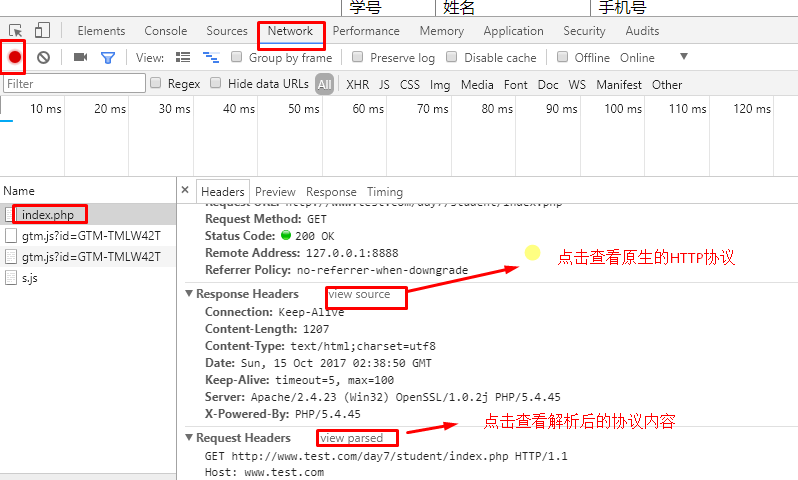 学号 姓名 手机号
Elements Console Sources Network Performance Memory Application Security Audits
View: Group by frame Preserve log Disable cache Offline Online
Filter Regex Hide data URLs All XHR JS CSS Img Media Font Doc WS Manifest Other
10 ms 20 ms 30 ms 40 ms 50 ms 60 ms 70 ms 80 ms 90 ms 100 ms 110 ms 120 ms
Name
index.php
gtm.js?id=GTM-TMLW42T
gtm.js?id=GTM-TMLW42T
s.js
× Headers Preview Response Timing
Request URL: http://www.test.com/day7/student/index.php
Request Method: GET
Status Code: 200 OK
Remote Address: 127.0.0.1:8888
Referrer Policy: no-referrer-when-downgrade
点击查看原生的HTTP协议
Response Headers view source
Connection: Keep-Alive
Content-Length: 1207
Content-Type: text/html;charset=utf8
Date: Sun, 15 Oct 2017 02:38:50 GMT
Keep-Alive: timeout=5, max=100
Server: Apache/2.4.23 (Win32) OpenSSL/1.0.2j PHP/5.4.45
X-Powered-By: PHP/5.4.45
点击查看解析后的协议内容
Request Headers view parsed
GET http://www.test.com/day7/student/index.php HTTP/1.1
Host: www.test.com